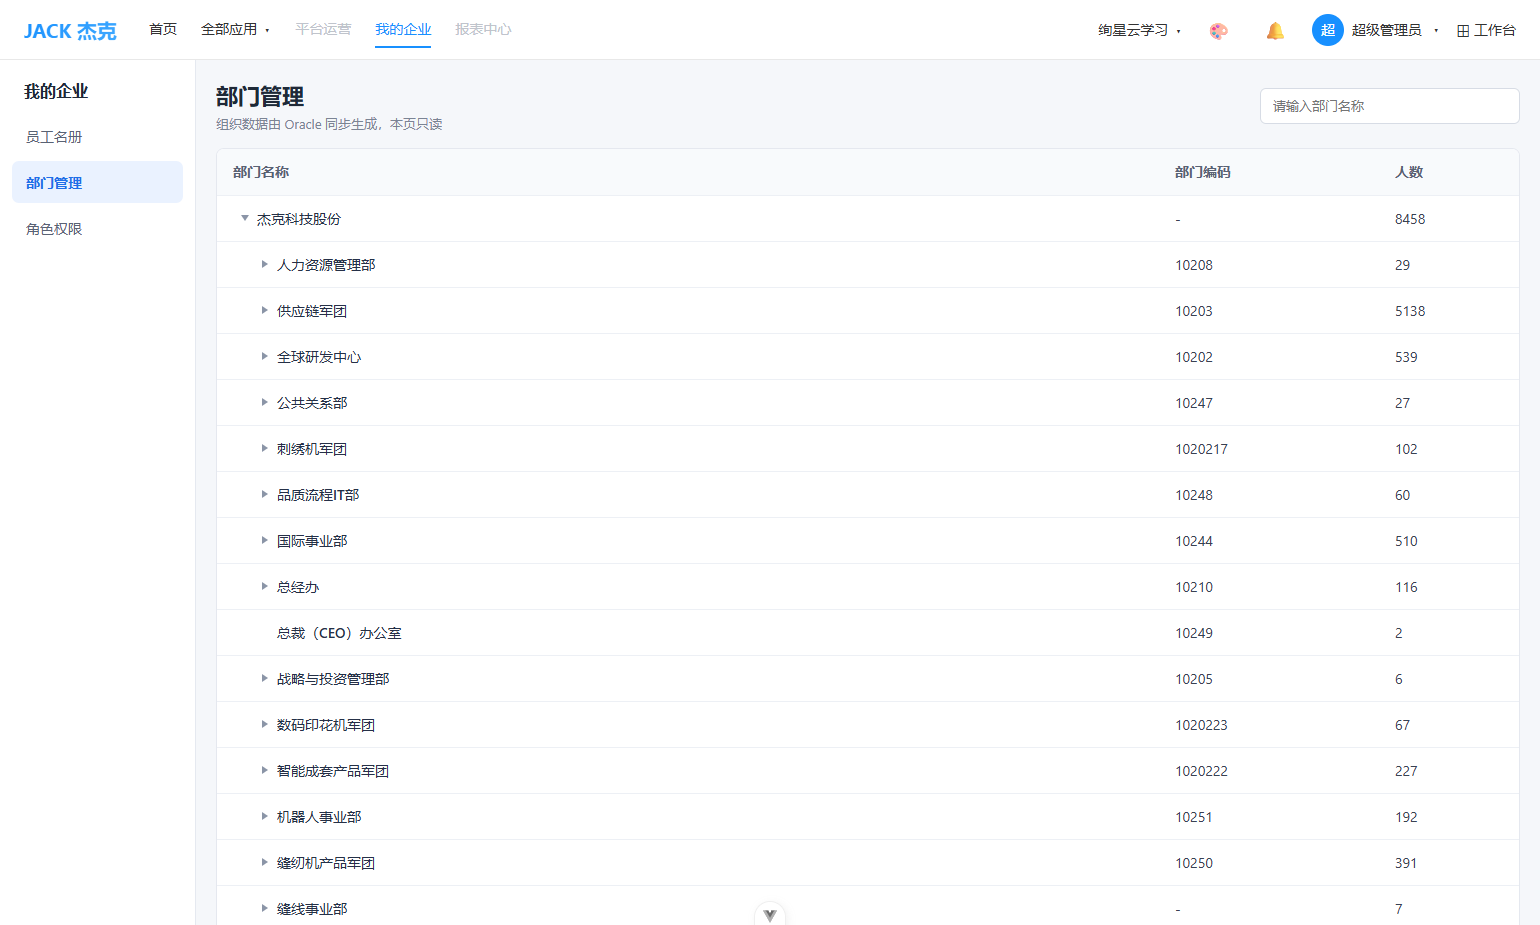 JACK 杰克 首页 全部应用 平台运营 我的企业 报表中心 绚星云学习 超 超级管理员 工作台
我的企业
员工名册
部门管理
角色权限
部门管理
组织数据由 Oracle 同步生成，本页只读
请输入部门名称
部门名称 部门编码 人数
杰克科技股份 - 8458
人力资源管理部 10208 29
供应链军团 10203 5138
全球研发中心 10202 539
公共关系部 10247 27
刺绣机军团 1020217 102
品质流程IT部 10248 60
国际事业部 10244 510
总经办 10210 116
总裁（CEO）办公室 10249 2
战略与投资管理部 10205 6
数码印花机军团 1020223 67
智能成套产品军团 1020222 227
机器人事业部 10251 192
缝纫机产品军团 10250 391
缝线事业部 - 7